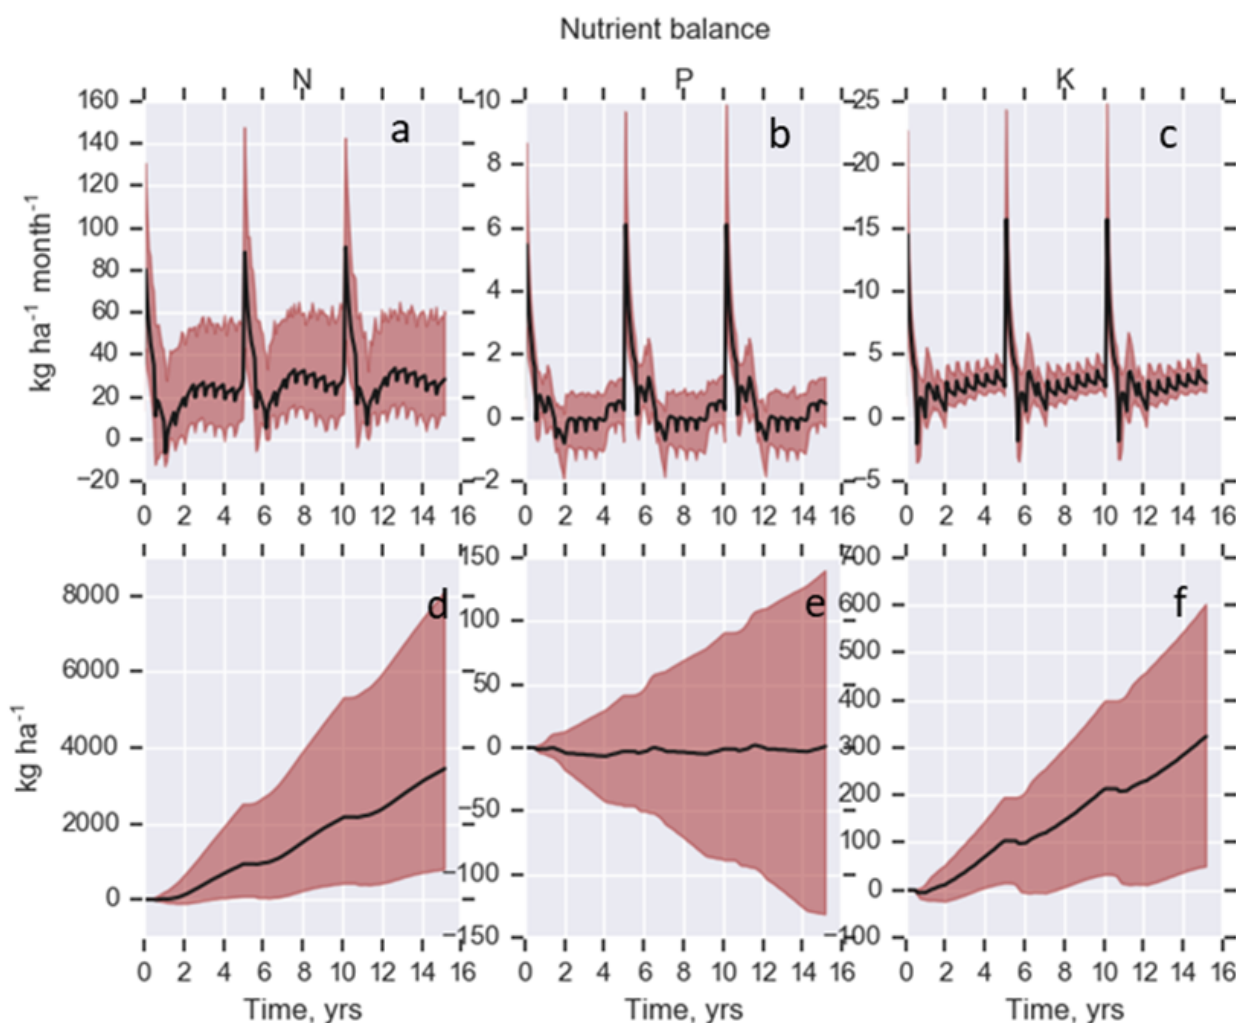 Nutrient balance
N P K
160 140 120 100 80 60 40 20 0 −20
10 8 6 4 2 0 −2
25 20 15 10 5 0 −5
a b c
kg ha-1 month-1
0 2 4 6 8 10 12 14 16 0 2 4 6 8 10 12 14 16 0 2 4 6 8 10 12 14 16
8000 6000 4000 2000 0
150 100 50 0 −50 −100 −150
700 600 500 400 300 200 100 0 −100
d e f
kg ha-1
0 2 4 6 8 10 12 14 16 0 2 4 6 8 10 12 14 16 0 2 4 6 8 10 12 14 16
Time, yrs Time, yrs Time, yrs